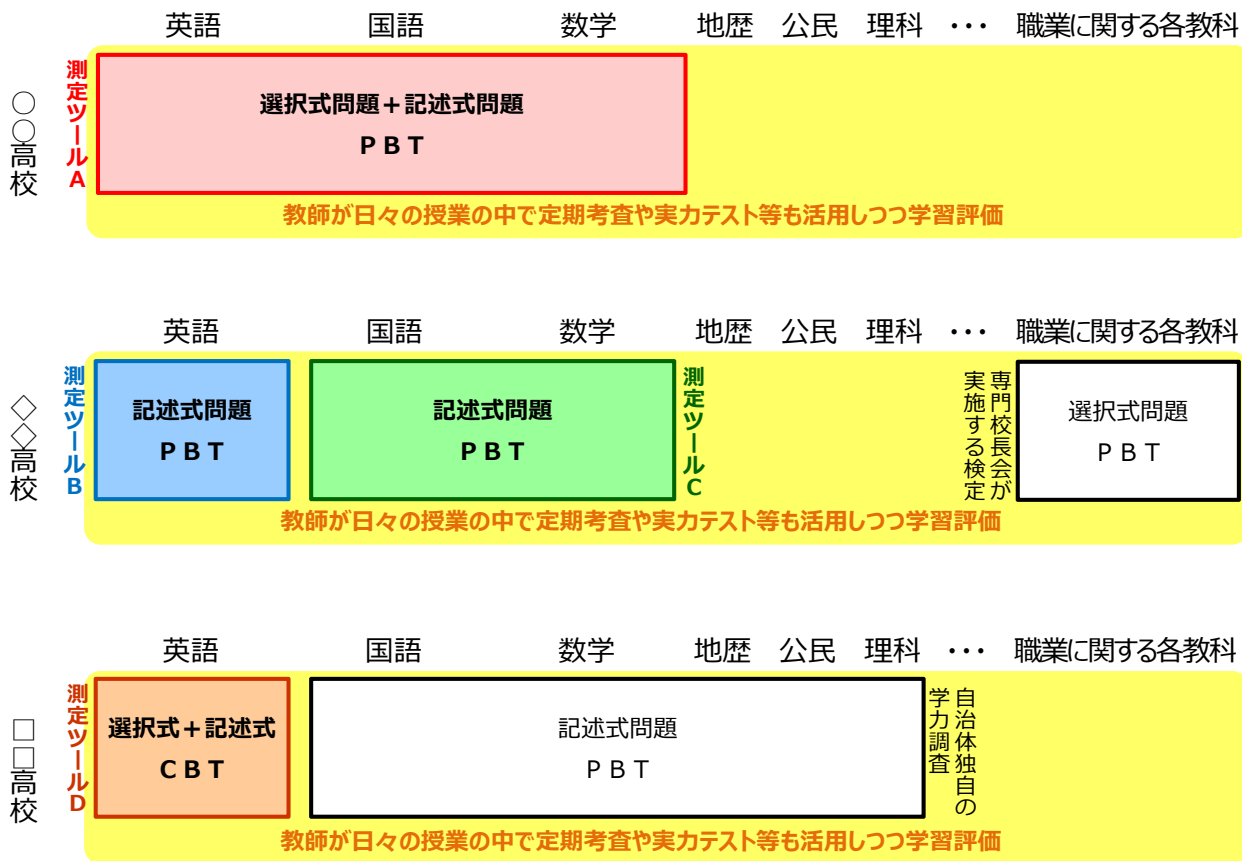 英語 国語 数学 地歴 公民 理科 ・・・ 職業に関する各教科
○○高校
測定ツールA
選択式問題＋記述式問題
ＰＢＴ
教師が日々の授業の中で定期考査や実力テスト等も活用しつつ学習評価
英語 国語 数学 地歴 公民 理科 ・・・ 職業に関する各教科
◇◇高校
測定ツールB
記述式問題
ＰＢＴ
記述式問題
ＰＢＴ
測定ツールC
専門校長会が
実施する検定
選択式問題
ＰＢＴ
教師が日々の授業の中で定期考査や実力テスト等も活用しつつ学習評価
英語 国語 数学 地歴 公民 理科 ・・・ 職業に関する各教科
□□高校
測定ツールD
選択式＋記述式
ＣＢＴ
記述式問題
ＰＢＴ
自治体独自の
学力調査
教師が日々の授業の中で定期考査や実力テスト等も活用しつつ学習評価